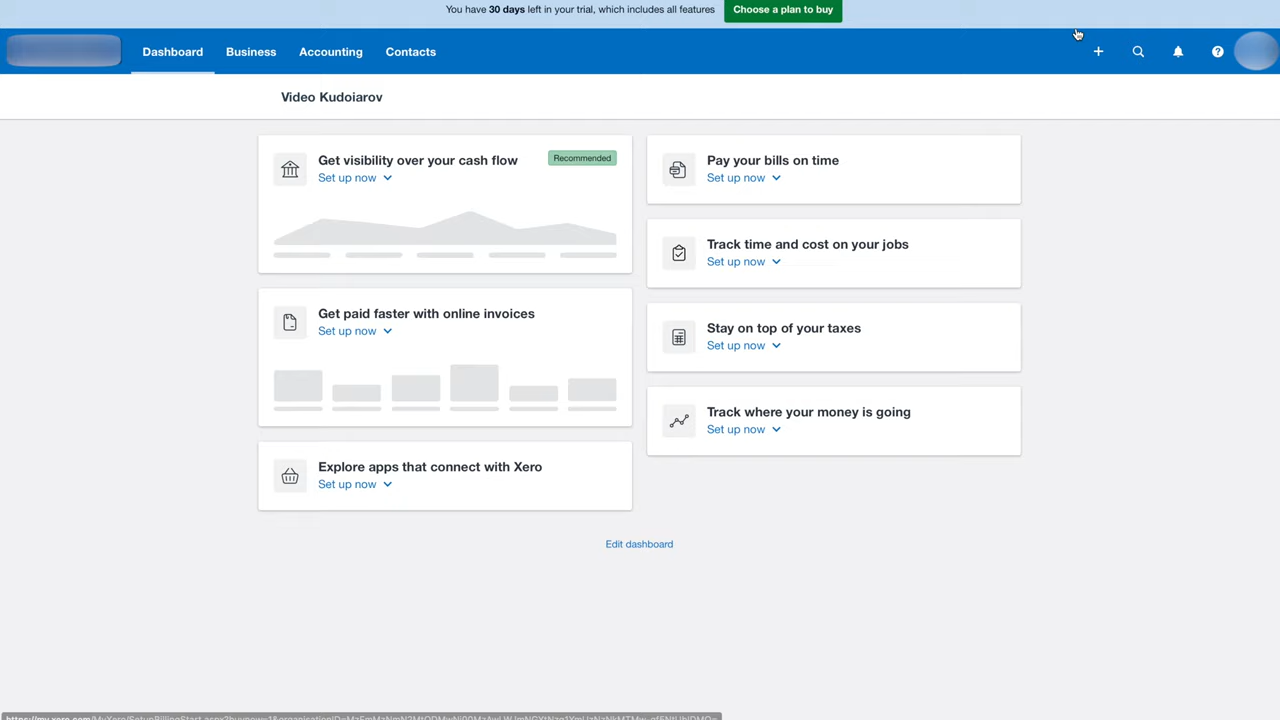 You have 30 days left in your trial, which includes all features
Choose a plan to buy
Dashboard
Business
Accounting
Contacts
Video Kudoiarov
Get visibility over your cash flow
Recommended
Set up now
Get paid faster with online invoices
Set up now
Explore apps that connect with Xero
Set up now
Pay your bills on time
Set up now
Track time and cost on your jobs
Set up now
Stay on top of your taxes
Set up now
Track where your money is going
Set up now
Edit dashboard